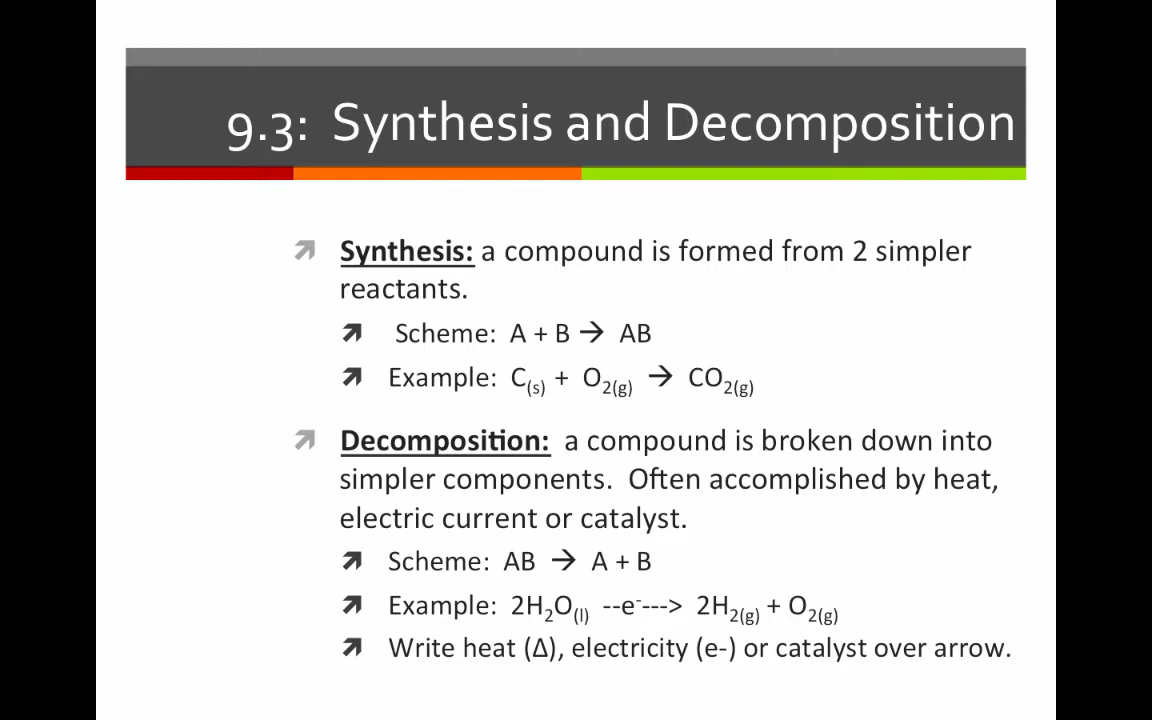 9.3: Synthesis and Decomposition
Synthesis: a compound is formed from 2 simpler
reactants.
Scheme: A + B → AB
Example: C(s) + O2(g) → CO2(g)
Decomposition: a compound is broken down into
simpler components. Often accomplished by heat,
electric current or catalyst.
Scheme: AB → A + B
Example: 2H2O(l) --e----> 2H2(g) + O2(g)
Write heat (Δ), electricity (e-) or catalyst over arrow.